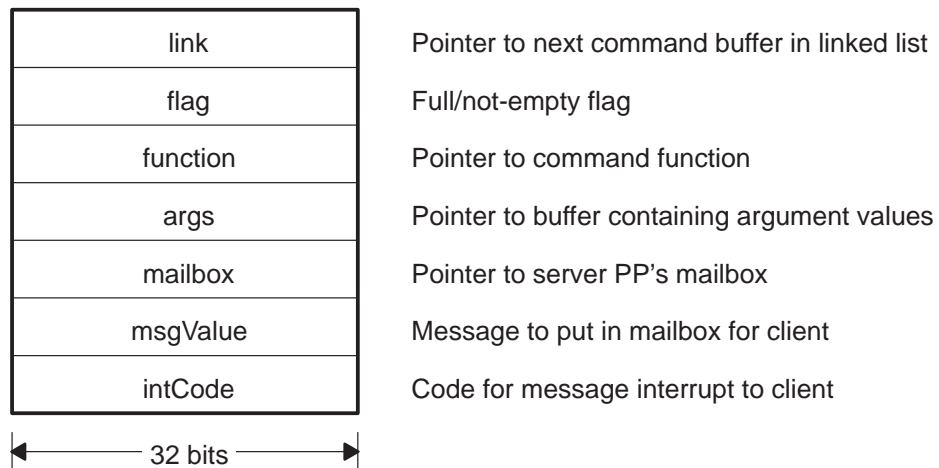 link Pointer to next command buffer in linked list
flag Full/not-empty flag
function Pointer to command function
args Pointer to buffer containing argument values
mailbox Pointer to server PP’s mailbox
msgValue Message to put in mailbox for client
intCode Code for message interrupt to client
32 bits